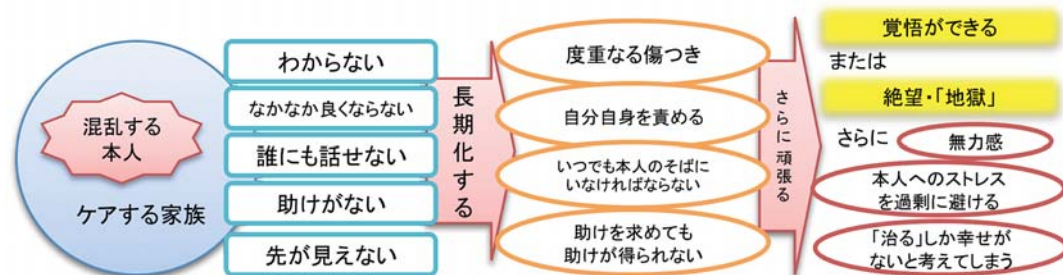 混乱する
本人
ケアする家族
わからない
なかなか良くならない
誰にも話せない
助けがない
先が見えない
長期化する
度重なる傷つき
自分自身を責める
いつでも本人のそばに
いなければならない
助けを求めても
助けが得られない
さらに頑張る
覚悟ができる
または
絶望・「地獄」
さらに
無力感
本人へのストレス
を過剰に避ける
「治る」しか幸せが
ないと考えてしまう